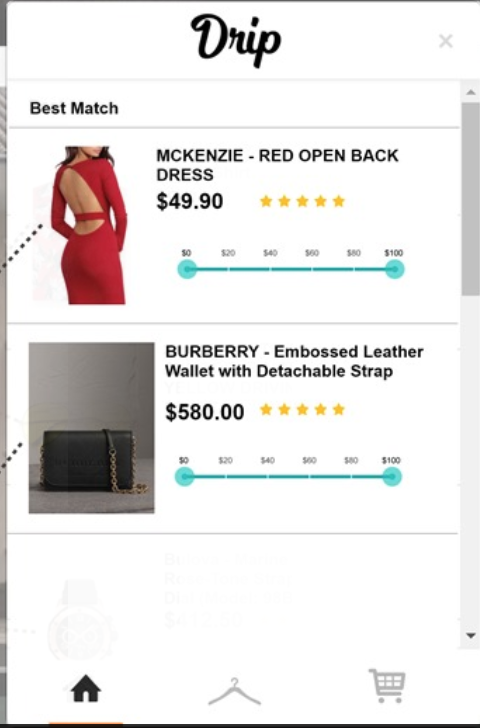 Drip
×
Best Match
MCKENZIE - RED OPEN BACK
DRESS
$49.90
$0 $20 $40 $60 $80 $100
BURBERRY - Embossed Leather
Wallet with Detachable Strap
$580.00
$0 $20 $40 $60 $80 $100